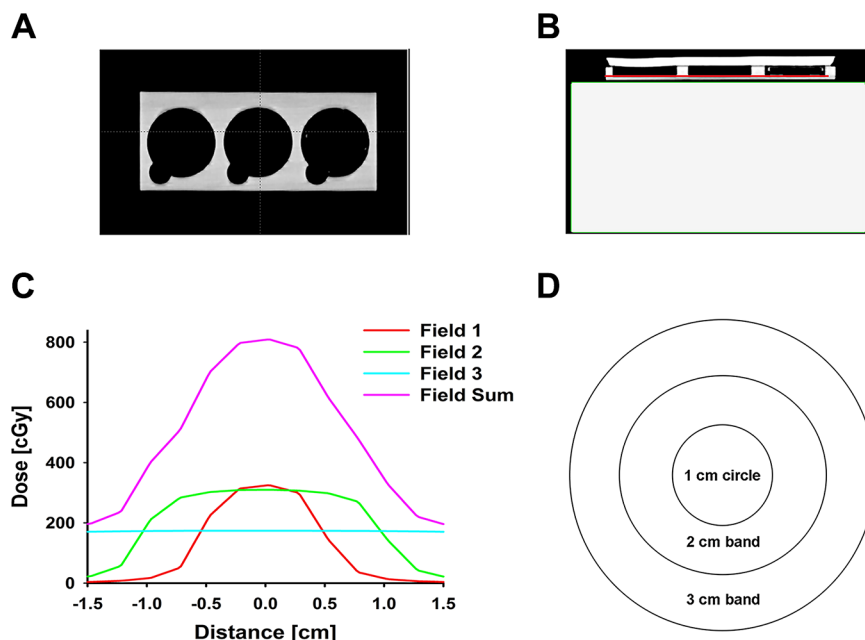 A
B
C
Dose [cGy]
800
600
400
200
0
-1.5
-1.0
-0.5
0.0
0.5
1.0
1.5
Distance [cm]
Field 1
Field 2
Field 3
Field Sum
D
1 cm circle
2 cm band
3 cm band